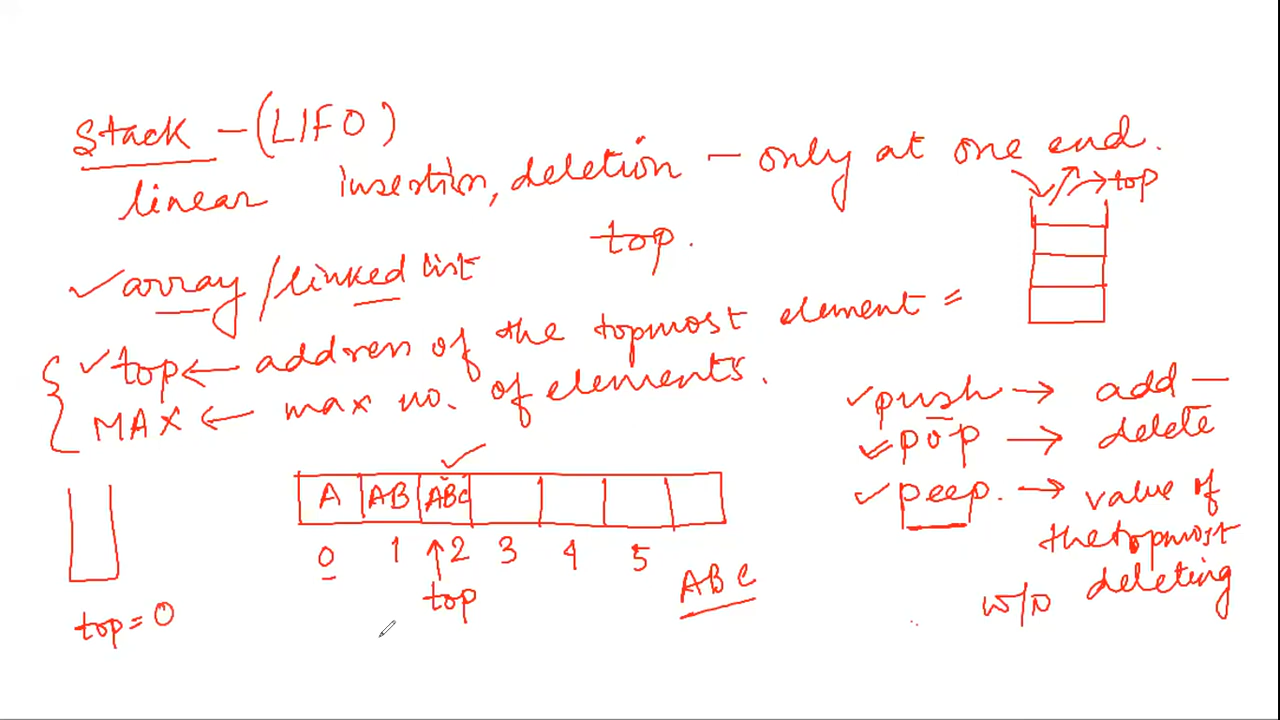 Stack - (LIFO)
linear insertion, deletion - only at one end.
top
top.
✓ array / linked list
✓ top ← address of the topmost element =
MAX ← max no. of elements.
✓ push → add -
✓ pop → delete
✓ peep. → value of
the topmost
w/o deleting
A AB ABC
0 1 2 3 4 5
top
ABC
top = 0